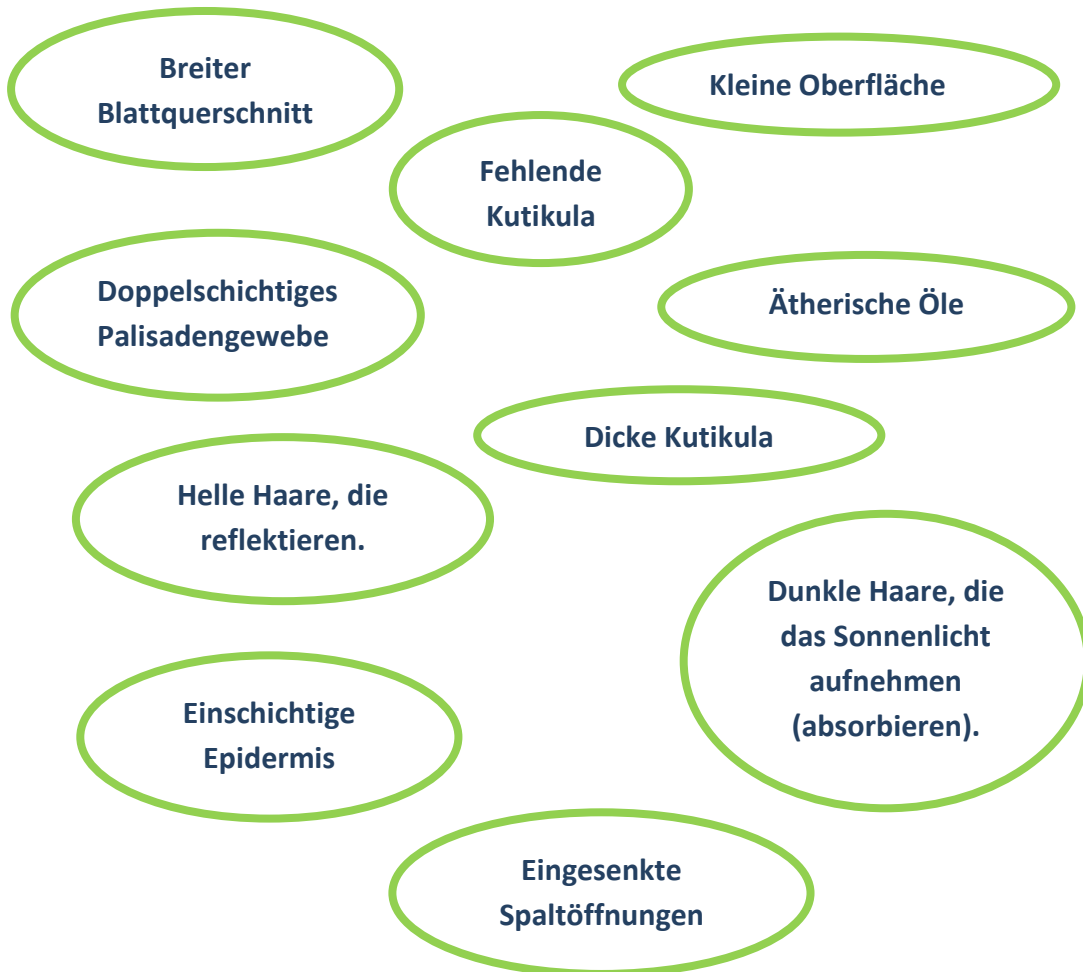 Breiter
Blattquerschnitt
Kleine Oberfläche
Fehlende
Kutikula
Doppelschichtiges
Palisadengewebe
Ätherische Öle
Dicke Kutikula
Helle Haare, die
reflektieren.
Dunkle Haare, die
das Sonnenlicht
aufnehmen
(absorbieren).
Einschichtige
Epidermis
Eingesenkte
Spaltöffnungen